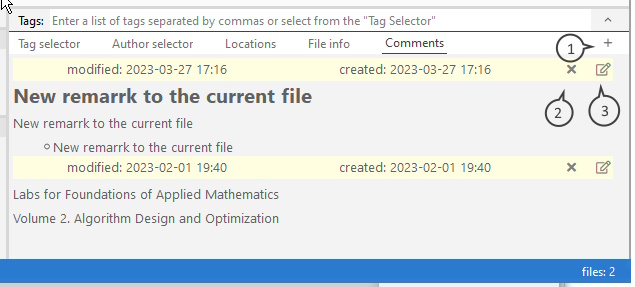 Tags: Enter a list of tags separated by commas or select from the "Tag Selector"
Tag selector Author selector Locations File info Comments 1 +
modified: 2023-03-27 17:16 created: 2023-03-27 17:16
2 3
New remarrk to the current file
New remarrk to the current file
New remarrk to the current file
modified: 2023-02-01 19:40 created: 2023-02-01 19:40
Labs for Foundations of Applied Mathematics
Volume 2. Algorithm Design and Optimization
files: 2